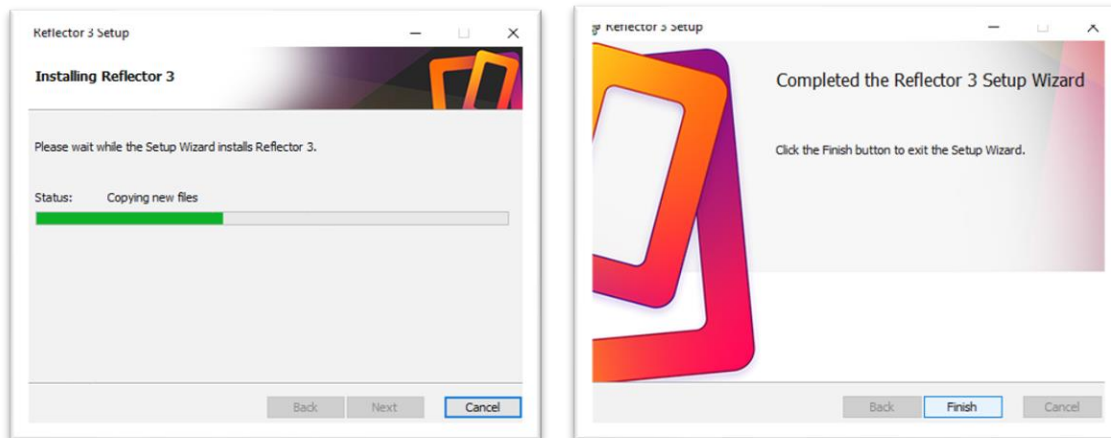 Reflector 3 Setup
Installing Reflector 3
Please wait while the Setup Wizard installs Reflector 3.
Status: Copying new files
Back Next Cancel
Reflector 3 Setup
Completed the Reflector 3 Setup Wizard
Click the Finish button to exit the Setup Wizard.
Back Finish Cancel